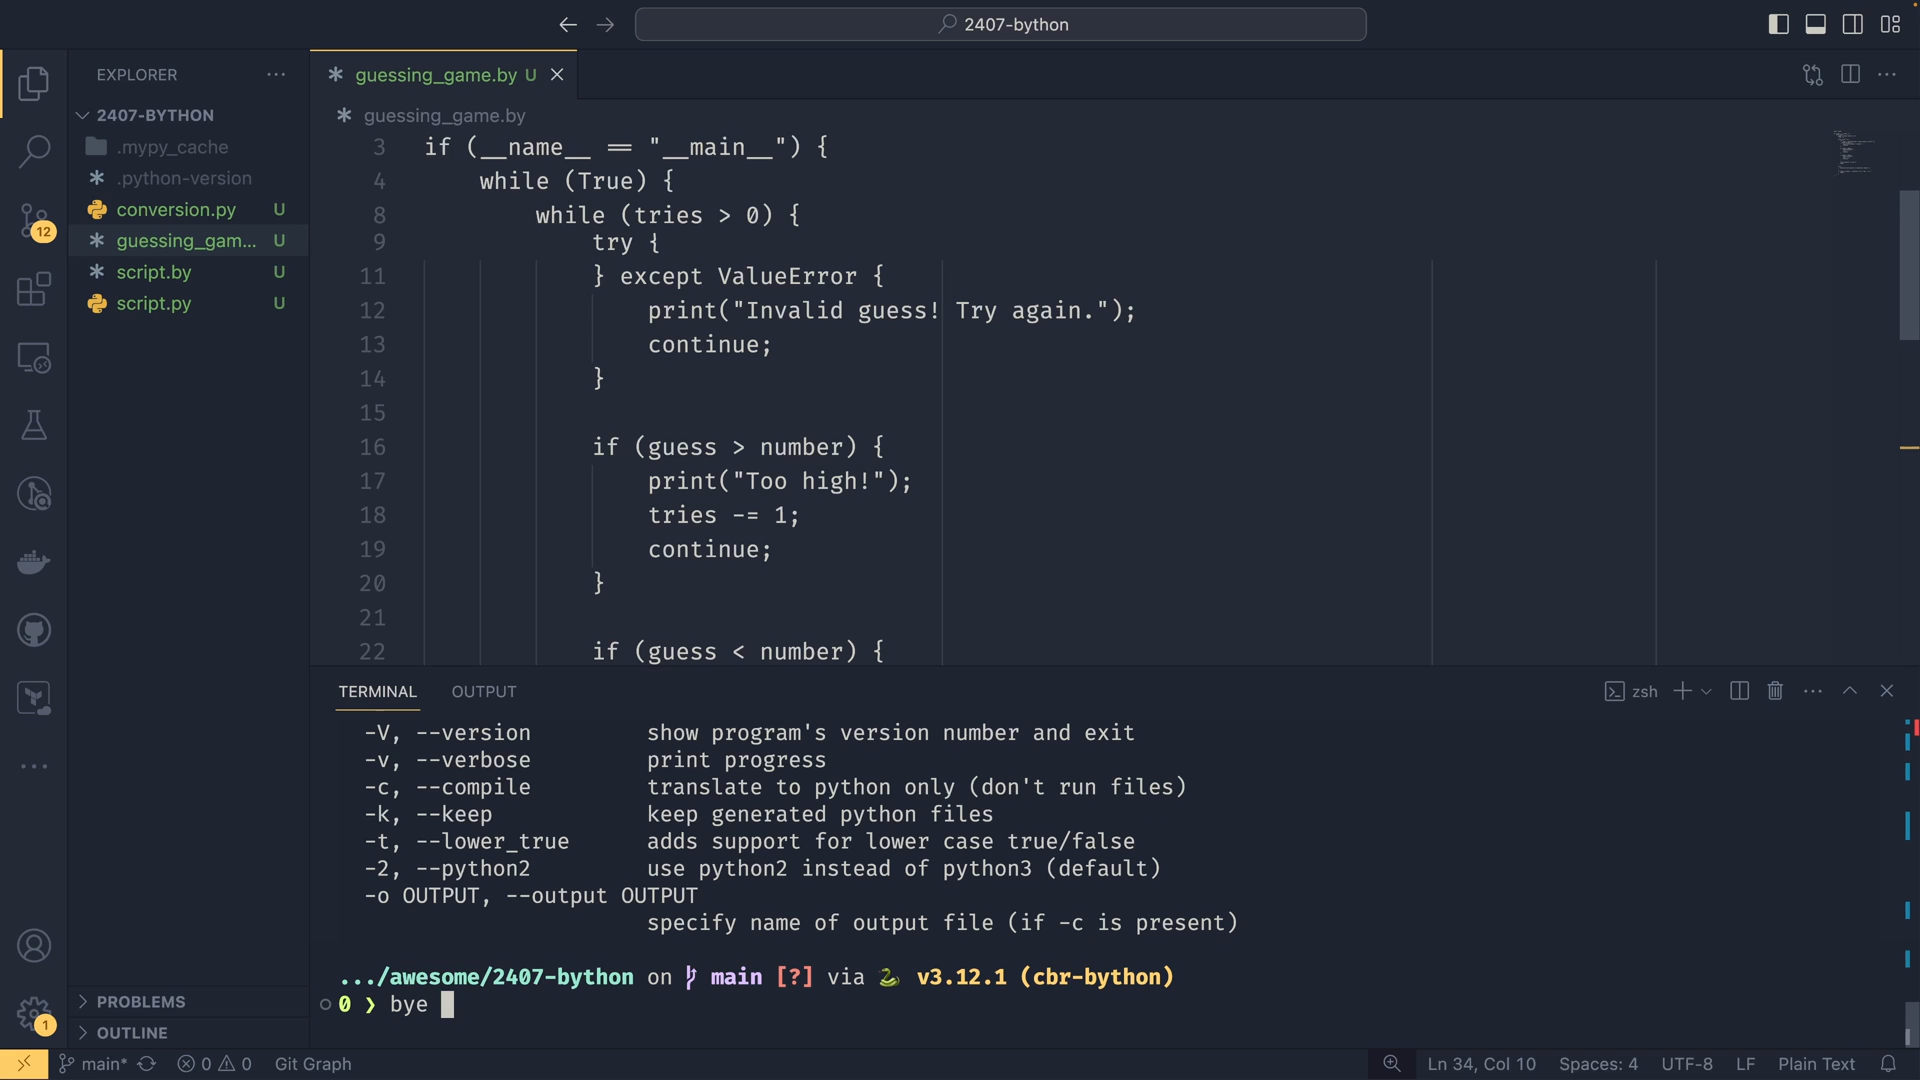 2407-bython
EXPLORER
guessing_game.by U
2407-BYTHON
.mypy_cache
.python-version
conversion.py U
guessing_gam... U
script.by U
script.py U
12
guessing_game.by
3 if (__name__ == "__main__") {
4 while (True) {
8 while (tries > 0) {
9 try {
11 } except ValueError {
12 print("Invalid guess! Try again.");
13 continue;
14 }
15
16 if (guess > number) {
17 print("Too high!");
18 tries -= 1;
19 continue;
20 }
21
22 if (guess < number) {
TERMINAL OUTPUT
zsh
-V, --version show program's version number and exit
-v, --verbose print progress
-c, --compile translate to python only (don't run files)
-k, --keep keep generated python files
-t, --lower_true adds support for lower case true/false
-2, --python2 use python2 instead of python3 (default)
-o OUTPUT, --output OUTPUT
specify name of output file (if -c is present)
.../awesome/2407-bython on main [?] via v3.12.1 (cbr-bython)
0 ❯ bye
PROBLEMS
OUTLINE
1
main* 0 0 Git Graph
Ln 34, Col 10 Spaces: 4 UTF-8 LF Plain Text